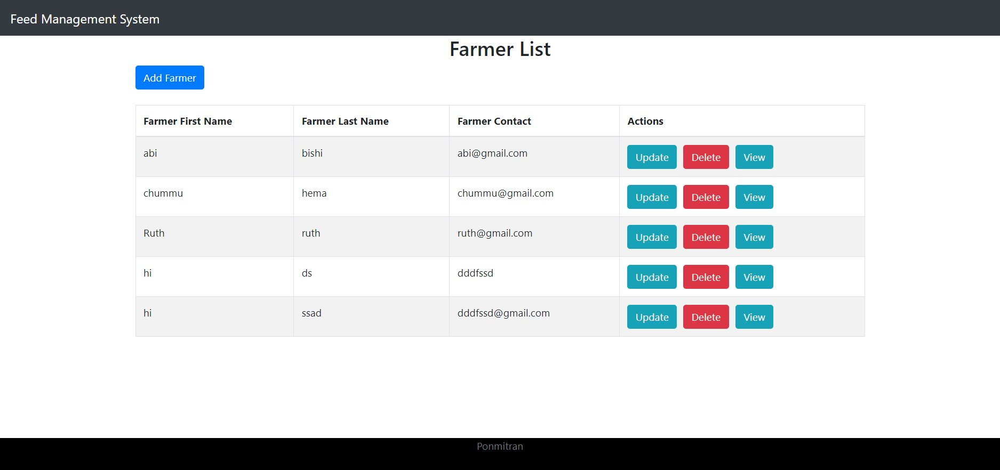 Feed Management System
Farmer List
Add Farmer
Farmer First Name Farmer Last Name Farmer Contact Actions
abi bishi abi@gmail.com Update Delete View
chummu hema chummu@gmail.com Update Delete View
Ruth ruth ruth@gmail.com Update Delete View
hi ds dddfssd Update Delete View
hi ssad dddfssd@gmail.com Update Delete View
Ponmitran